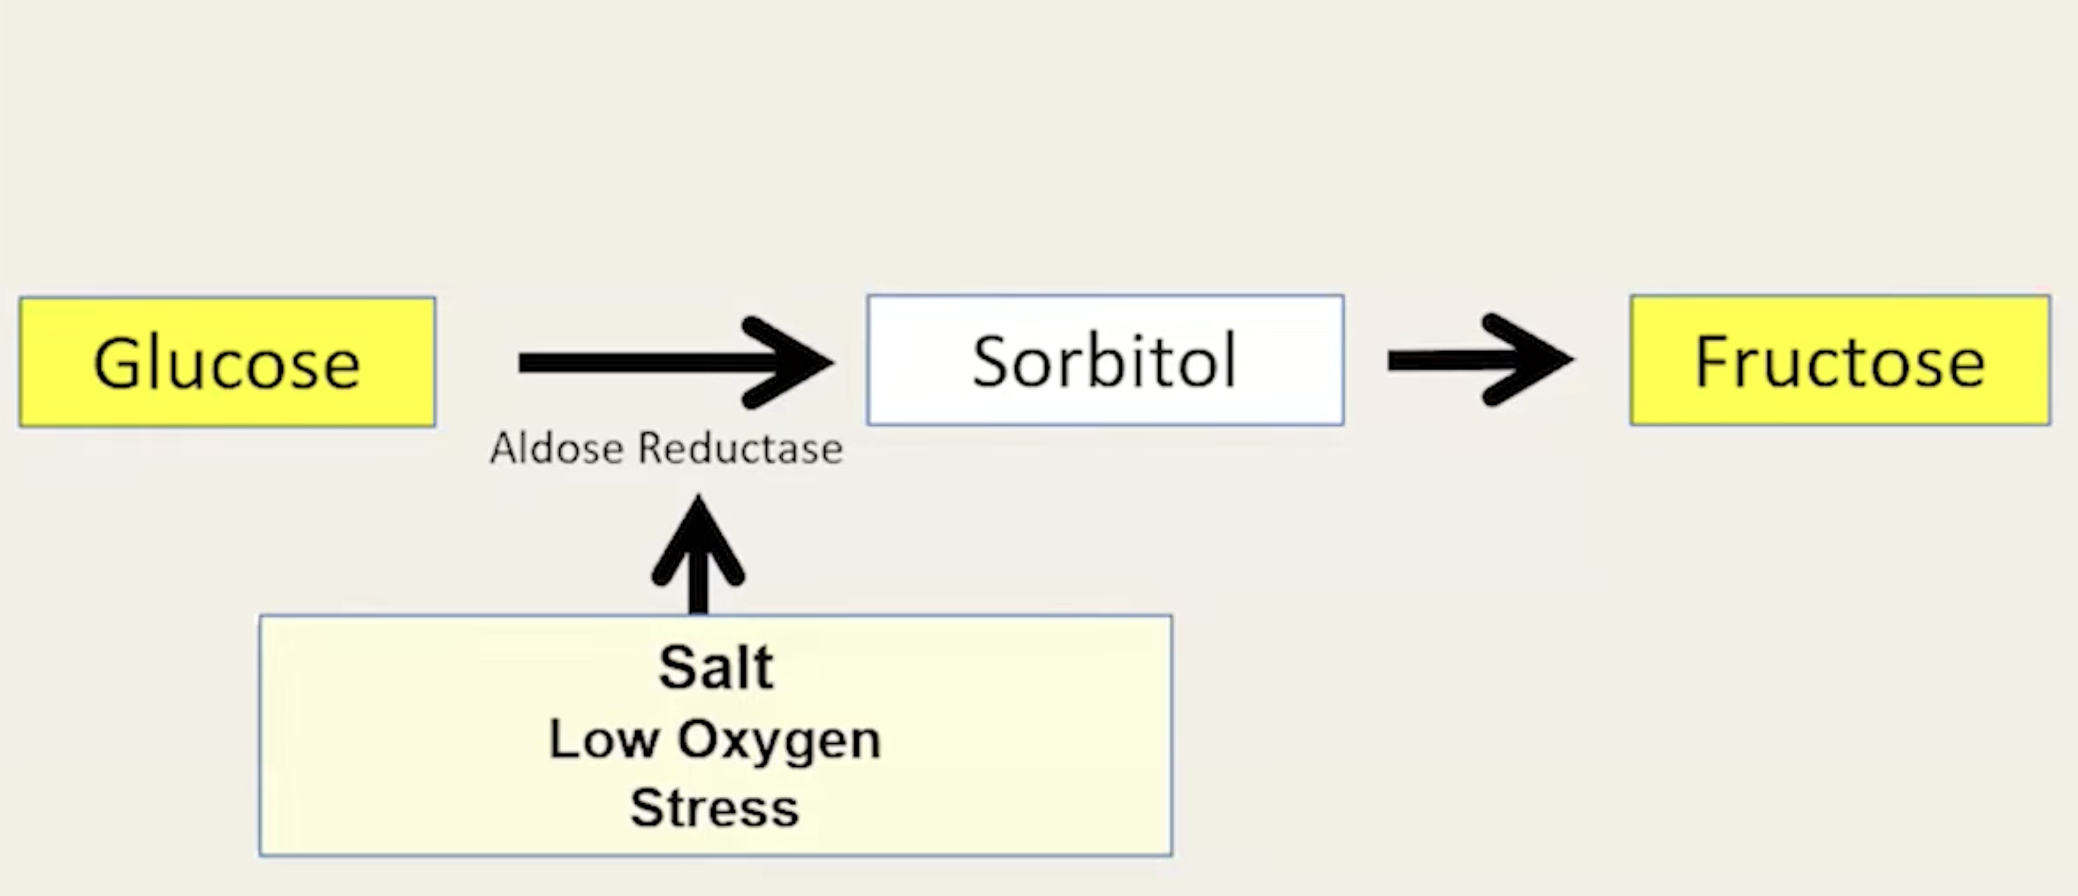 Glucose
Sorbitol
Fructose
Aldose Reductase
Salt
Low Oxygen
Stress